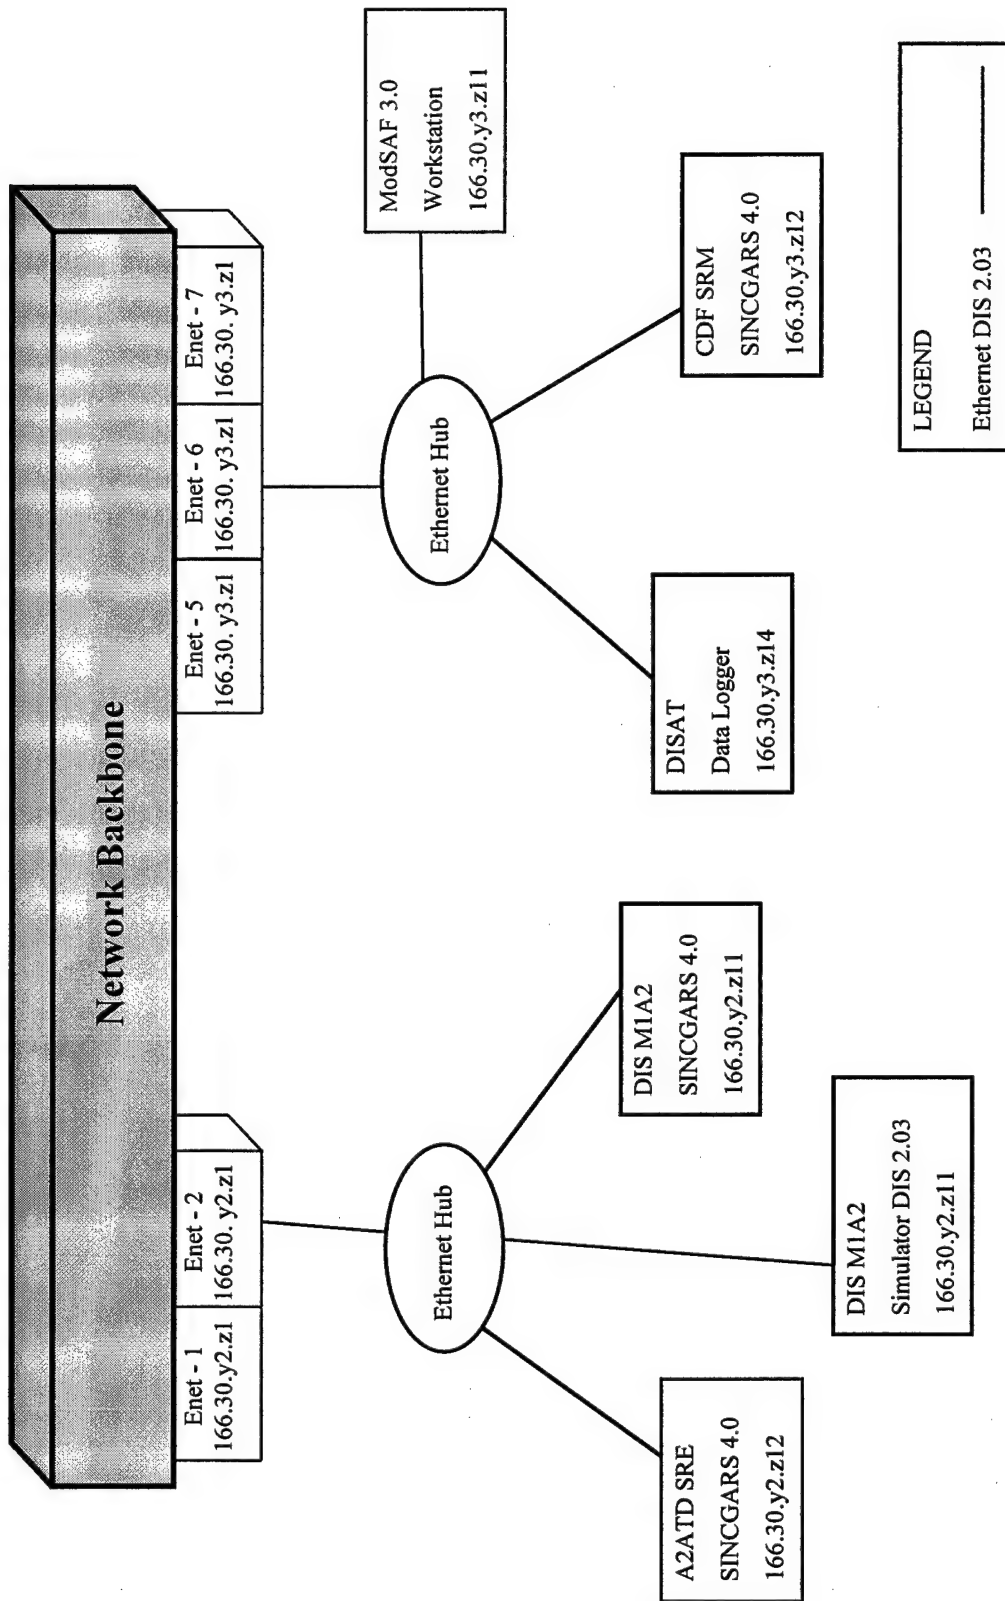 Network Backbone
Enet - 1
166.30.y2.z1
Enet - 2
166.30. y2.z1
Enet - 5
166.30. y3.z1
Enet - 6
166.30. y3.z1
Enet - 7
166.30. y3.z1
Ethernet Hub
Ethernet Hub
ModSAF 3.0
Workstation
166.30.y3.z11
A2ATD SRE
SINCGARS 4.0
166.30.y2.z12
DIS M1A2
Simulator DIS 2.03
166.30.y2.z11
DIS M1A2
SINCGARS 4.0
166.30.y2.z11
DISAT
Data Logger
166.30.y3.z14
CDF SRM
SINCGARS 4.0
166.30.y3.z12
LEGEND
Ethernet DIS 2.03